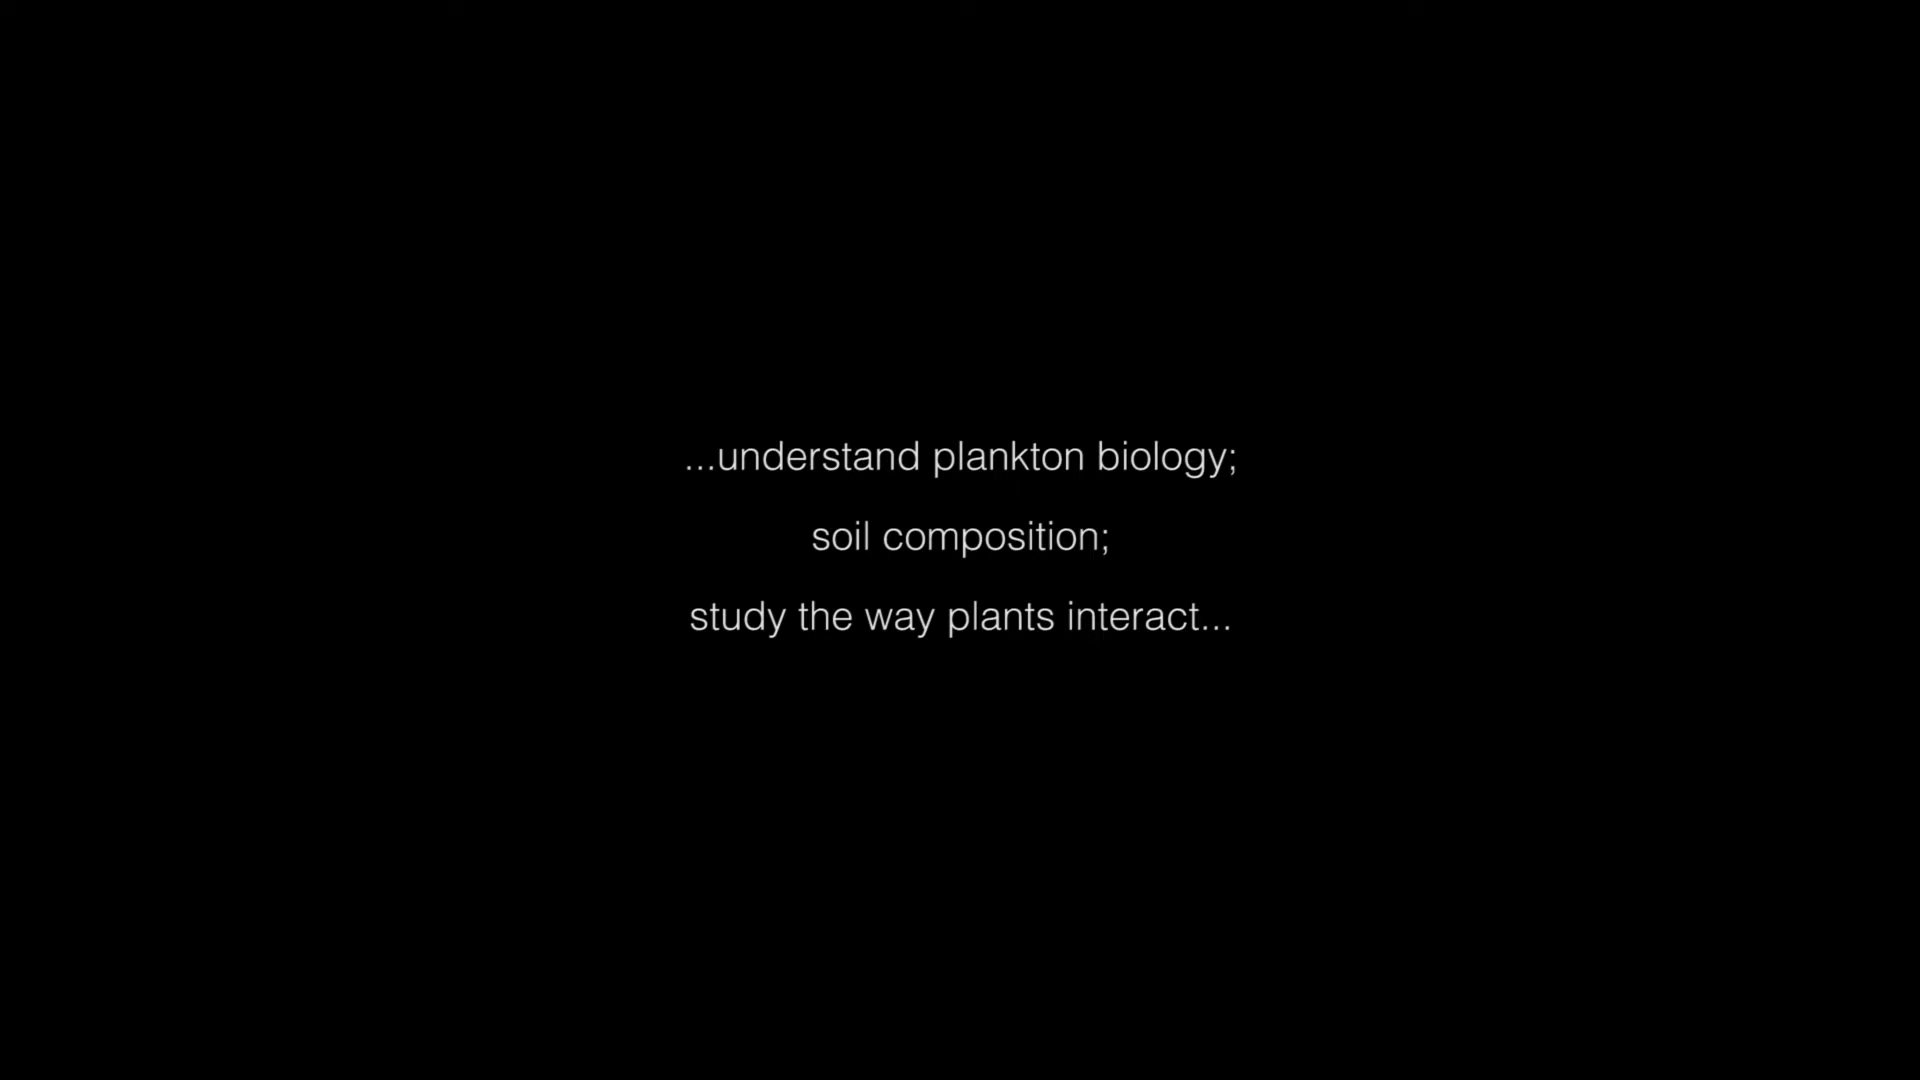 ...understand plankton biology;
soil composition;
study the way plants interact...